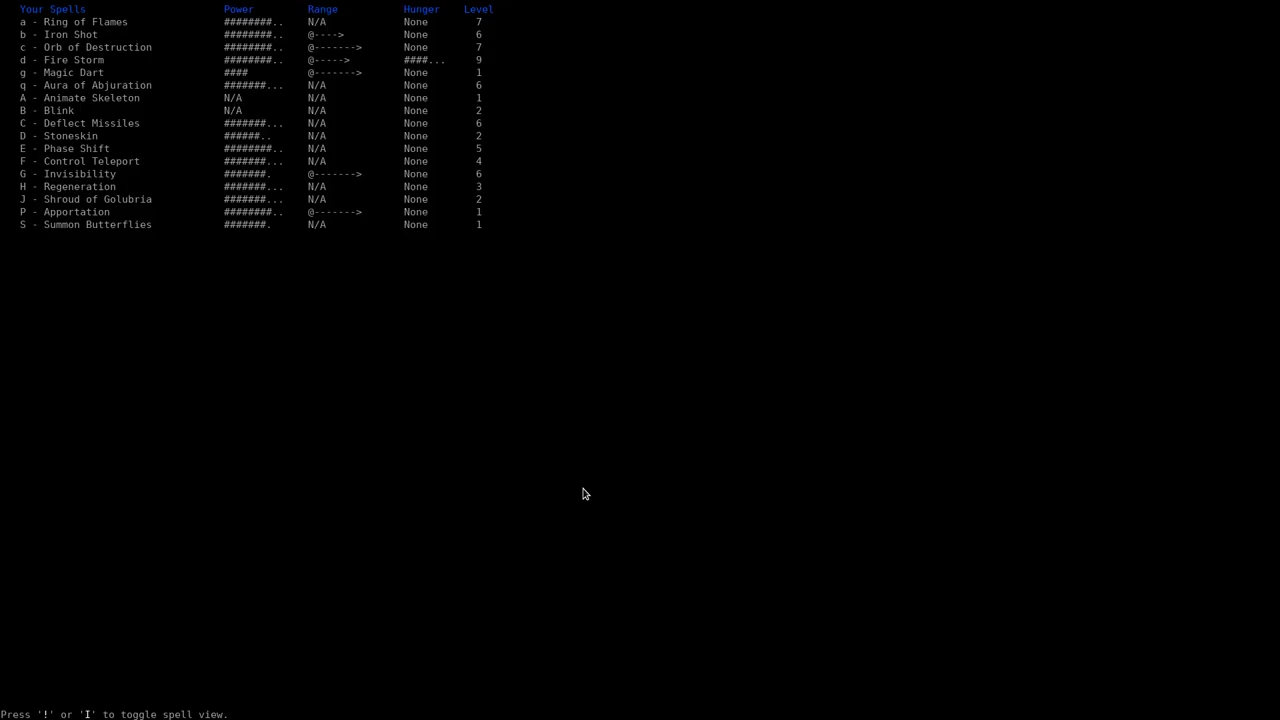 Your Spells Power Range Hunger Level
a - Ring of Flames ########.. N/A None 7
b - Iron Shot ########.. @----> None 6
c - Orb of Destruction ########.. @-------> None 7
d - Fire Storm ########.. @-----> ####... 9
g - Magic Dart #### @-------> None 1
q - Aura of Abjuration #######... N/A None 6
A - Animate Skeleton N/A N/A None 1
B - Blink N/A N/A None 2
C - Deflect Missiles #######... N/A None 6
D - Stoneskin ######.. N/A None 2
E - Phase Shift ########.. N/A None 5
F - Control Teleport #######... N/A None 4
G - Invisibility #######. @-------> None 6
H - Regeneration #######... N/A None 3
J - Shroud of Golubria #######... N/A None 2
P - Apportation ########.. @-------> None 1
S - Summon Butterflies #######. N/A None 1
Press '!' or 'I' to toggle spell view.